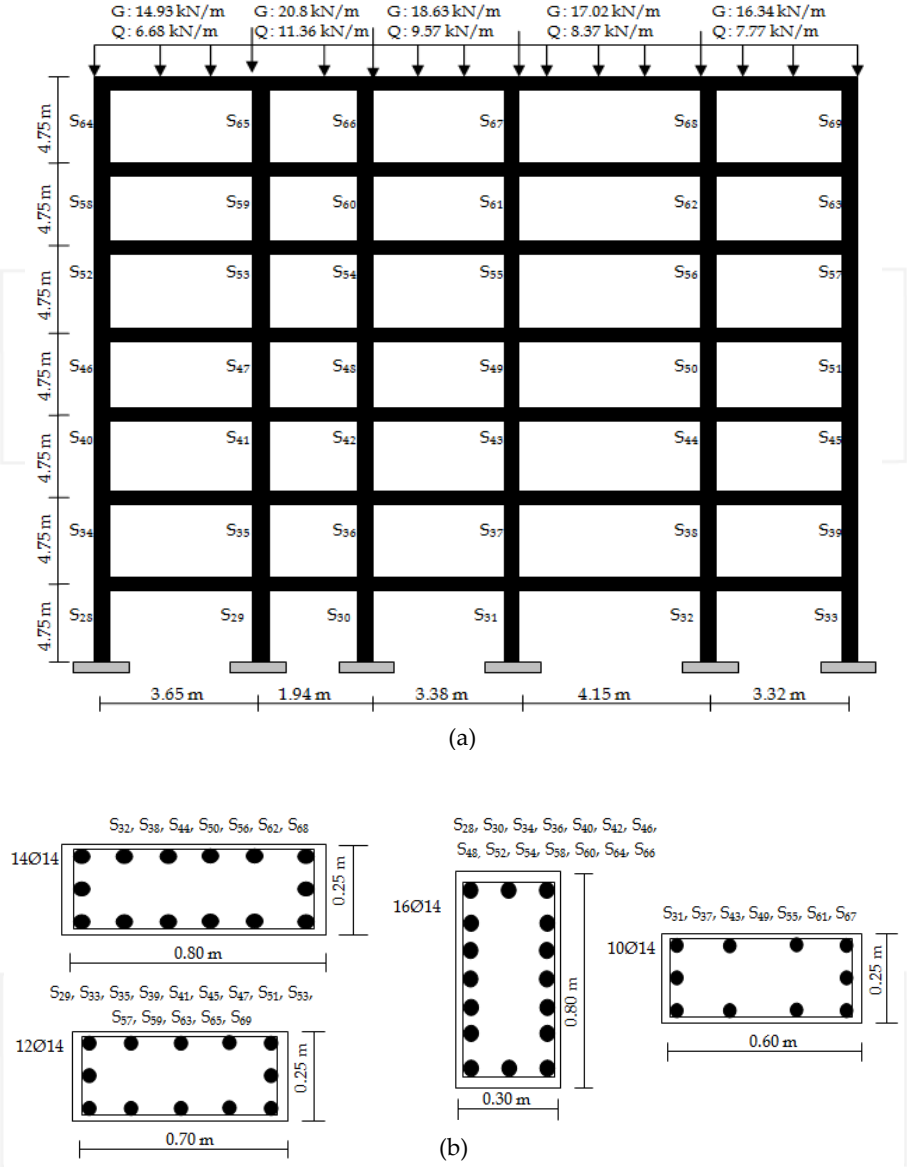 G: 14.93 kN/m G: 20.8 kN/m G: 18.63 kN/m G: 17.02 kN/m G: 16.34 kN/m
Q: 6.68 kN/m Q: 11.36 kN/m Q: 9.57 kN/m Q: 8.37 kN/m Q: 7.77 kN/m
4.75 m S64 S65 S66 S67 S68 S69
4.75 m S58 S59 S60 S61 S62 S63
4.75 m S52 S53 S54 S55 S56 S57
4.75 m S46 S47 S48 S49 S50 S51
4.75 m S40 S41 S42 S43 S44 S45
4.75 m S34 S35 S36 S37 S38 S39
4.75 m S28 S29 S30 S31 S32 S33
3.65 m 1.94 m 3.38 m 4.15 m 3.32 m
(a)
S32, S38, S44, S50, S56, S62, S68
14Ø14
0.25 m
0.80 m
S29, S33, S35, S39, S41, S45, S47, S51, S53,
S57, S59, S63, S65, S69
12Ø14
0.25 m
0.70 m
S28, S30, S34, S36, S40, S42, S46,
S48, S52, S54, S58, S60, S64, S66
16Ø14
0.80 m
0.30 m
S31, S37, S43, S49, S55, S61, S67
10Ø14
0.25 m
0.60 m
(b)